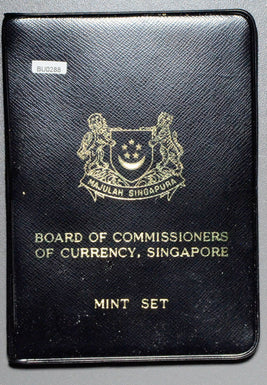 BU0288
MAJULAH SINGAPURA
BOARD OF COMMISSIONERS
OF CURRENCY, SINGAPORE
MINT SET